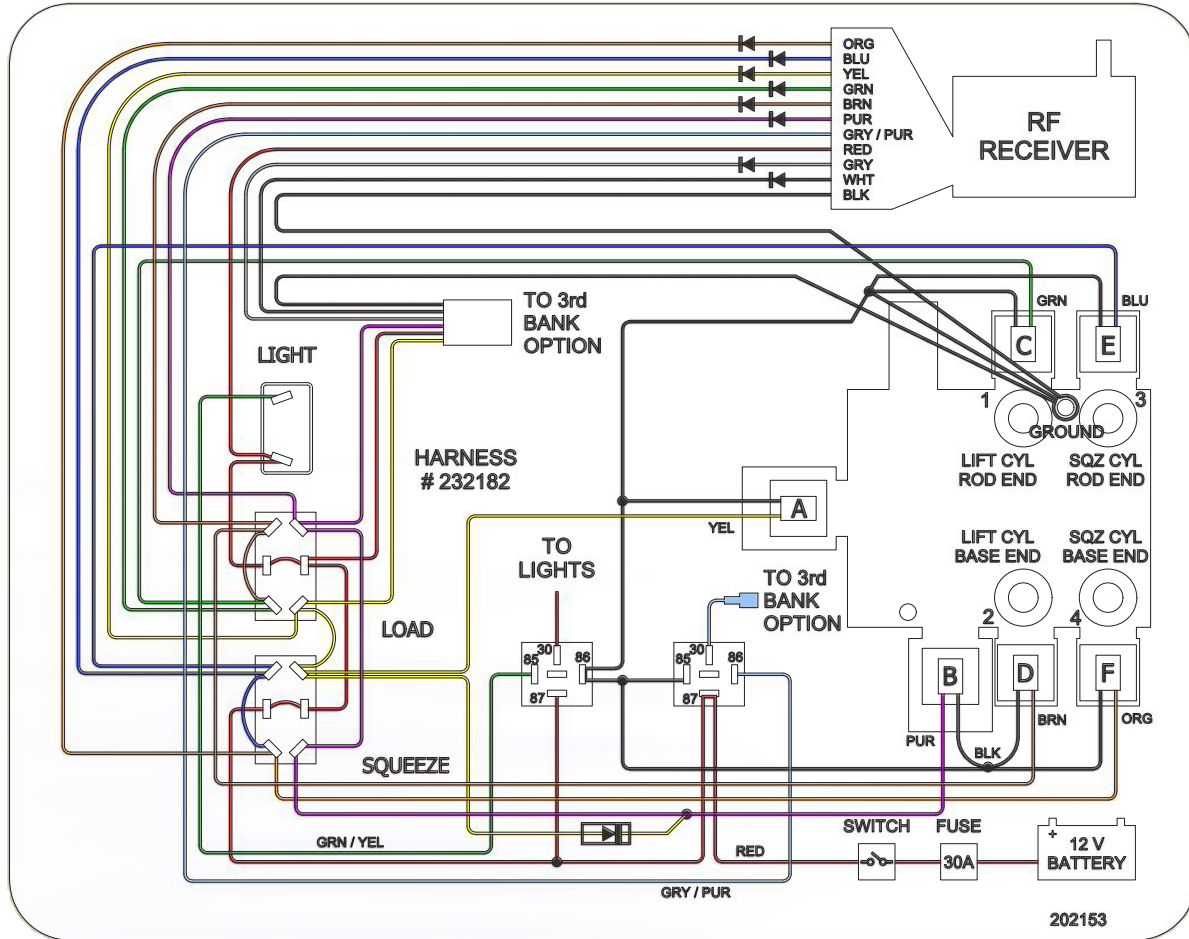 ORG
BLU
YEL
GRN
BRN
PUR
GRY / PUR
RED
GRY
WHT
BLK
RF
RECEIVER
TO 3rd
BANK
OPTION
GRN
BLU
C
E
LIGHT
1
3
GROUND
HARNESS
# 232182
LIFT CYL
ROD END
SQZ CYL
ROD END
A
YEL
TO
LIGHTS
LIFT CYL
BASE END
SQZ CYL
BASE END
TO 3rd
BANK
OPTION
LOAD
2
4
30
85
86
87
30
85
86
87
B
D
F
BRN
ORG
PUR
BLK
SQUEEZE
GRN / YEL
RED
SWITCH
FUSE
30A
+
12 V
BATTERY
GRY / PUR
202153